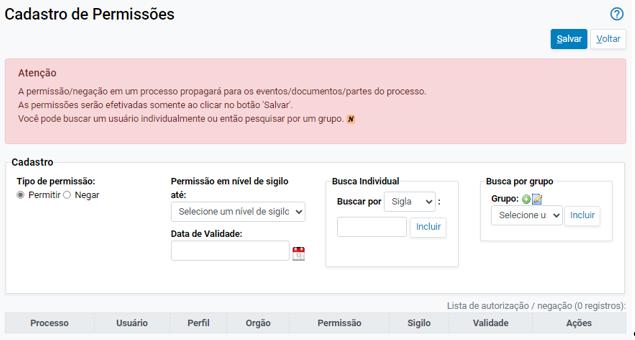 Cadastro de Permissões
Salvar
Voltar
Atenção
A permissão/negação em um processo propagará para os eventos/documentos/partes do processo.
As permissões serão efetivadas somente ao clicar no botão 'Salvar'.
Você pode buscar um usuário individualmente ou então pesquisar por um grupo. N
Cadastro
Tipo de permissão:
Permitir Negar
Permissão em nível de sigilo até:
Selecione um nível de sigilo
Data de Validade:
Busca Individual
Buscar por Sigla :
Incluir
Busca por grupo
Grupo:
Selecione u Incluir
Lista de autorização / negação (0 registros):
Processo Usuário Perfil Orgão Permissão Sigilo Validade Ações